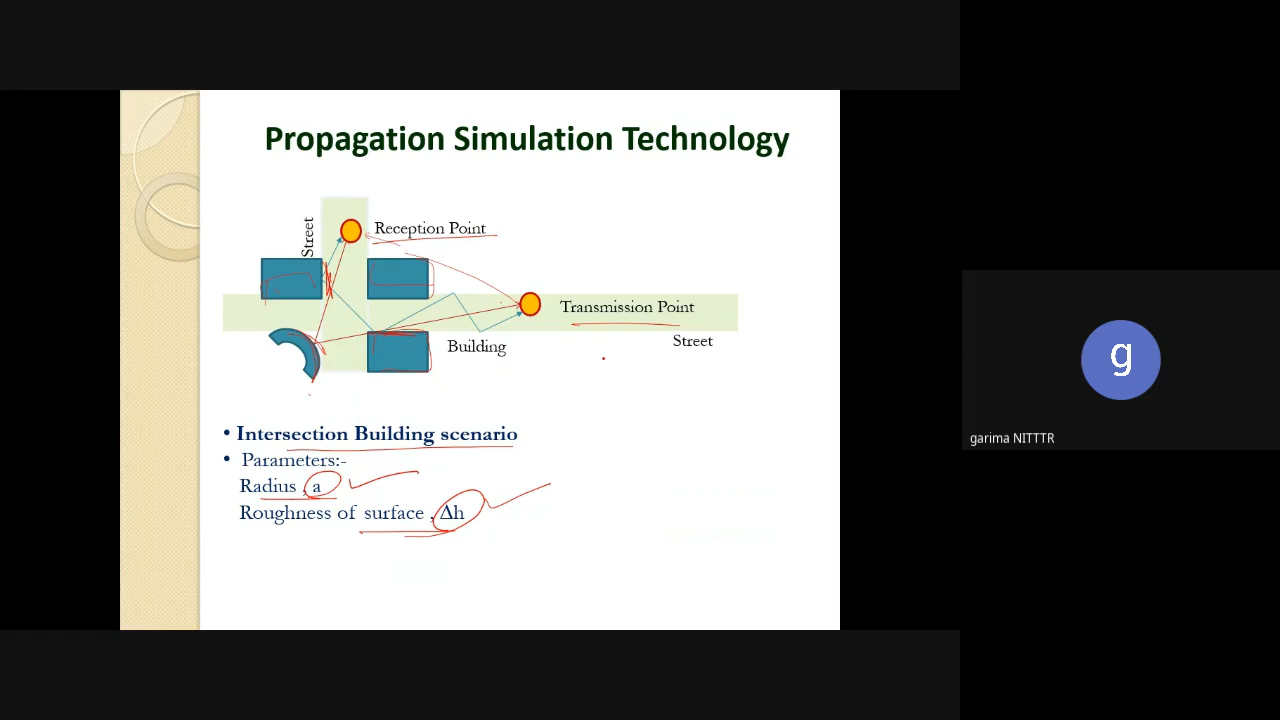 Propagation Simulation Technology
Street
Reception Point
Transmission Point
Street
Building
• Intersection Building scenario
• Parameters:-
Radius , a
Roughness of surface , Δh
g
garima NITTTR